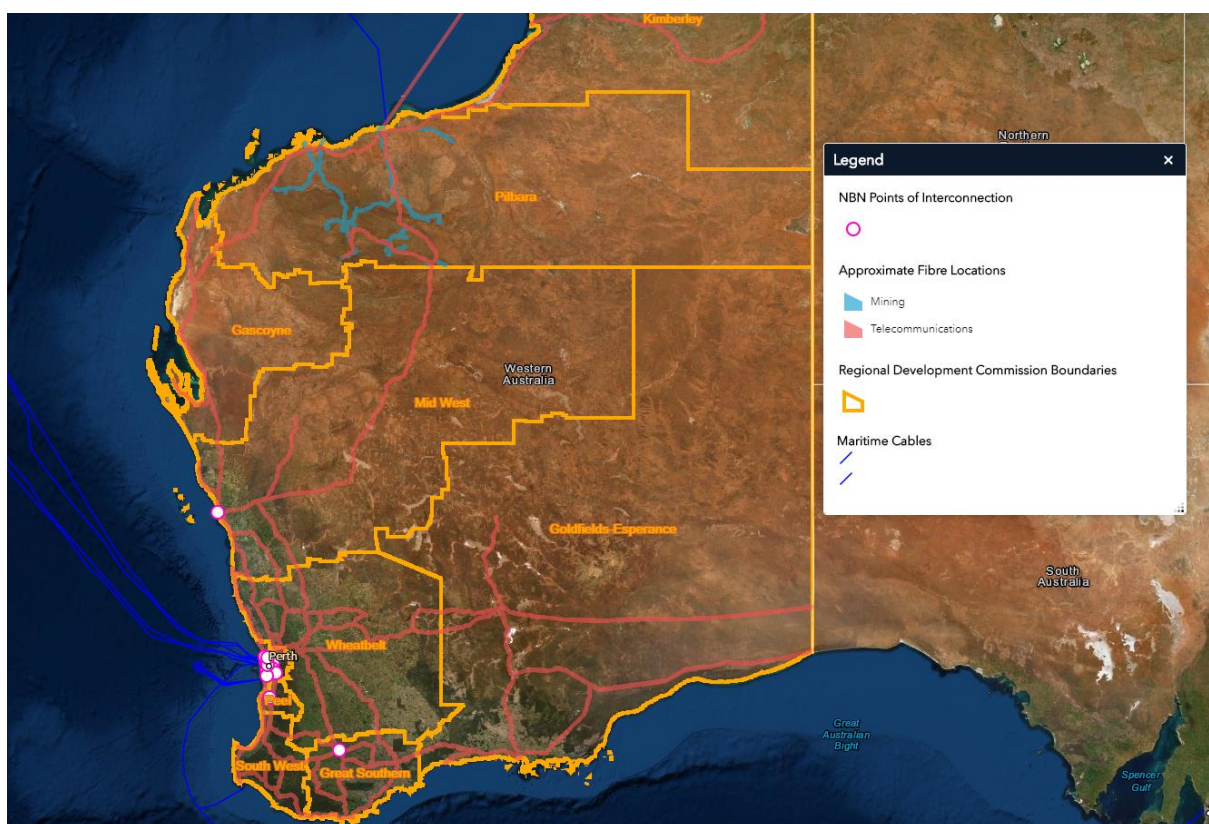 Kimberley
Northern
Legend
×
NBN Points of Interconnection
Approximate Fibre Locations
Mining
Telecommunications
Regional Development Commission Boundaries
Maritime Cables
Pilbara
Gascoyne
Western
Australia
Mid West
Goldfields-Esperance
South
Australia
Wheatbelt
Perth
Peel
South West
Great Southern
Great
Australian
Bight
Spencer
Gulf